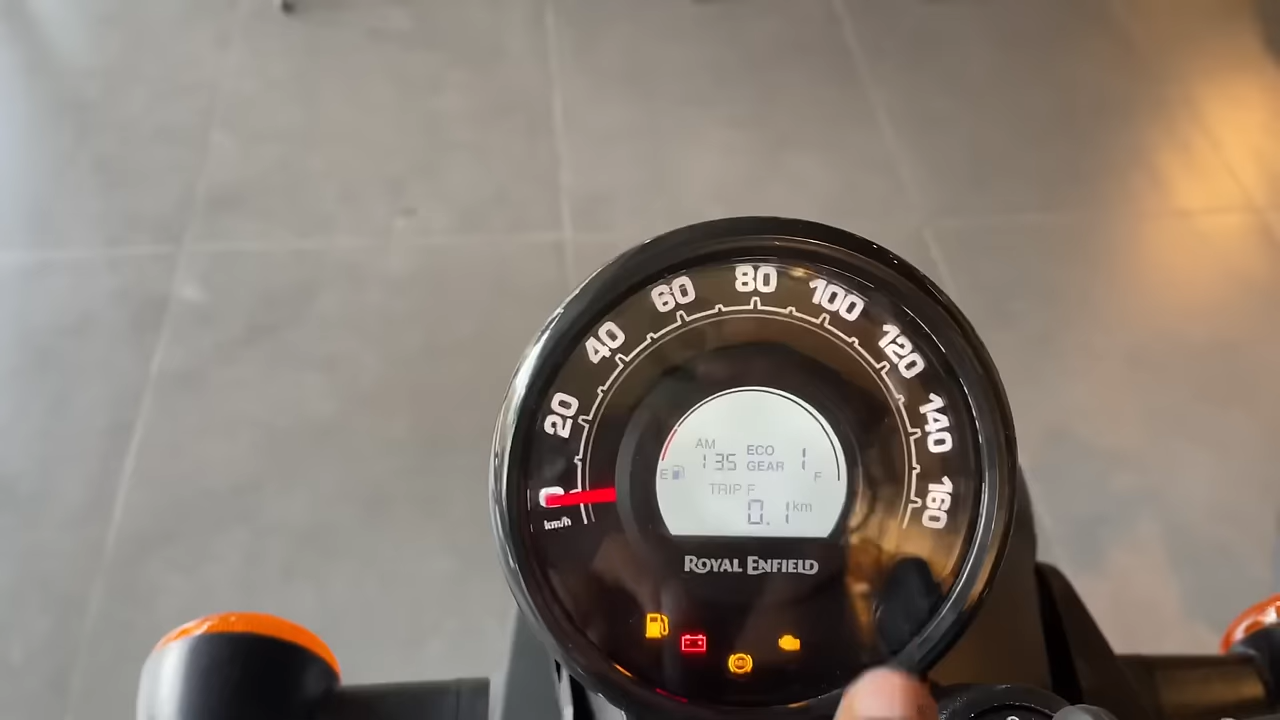 0
20
40
60
80
100
120
140
160
km/h
AM
1 35
ECO
GEAR 1
E
F
TRIP F
0.1 km
ROYAL ENFIELD
ABS